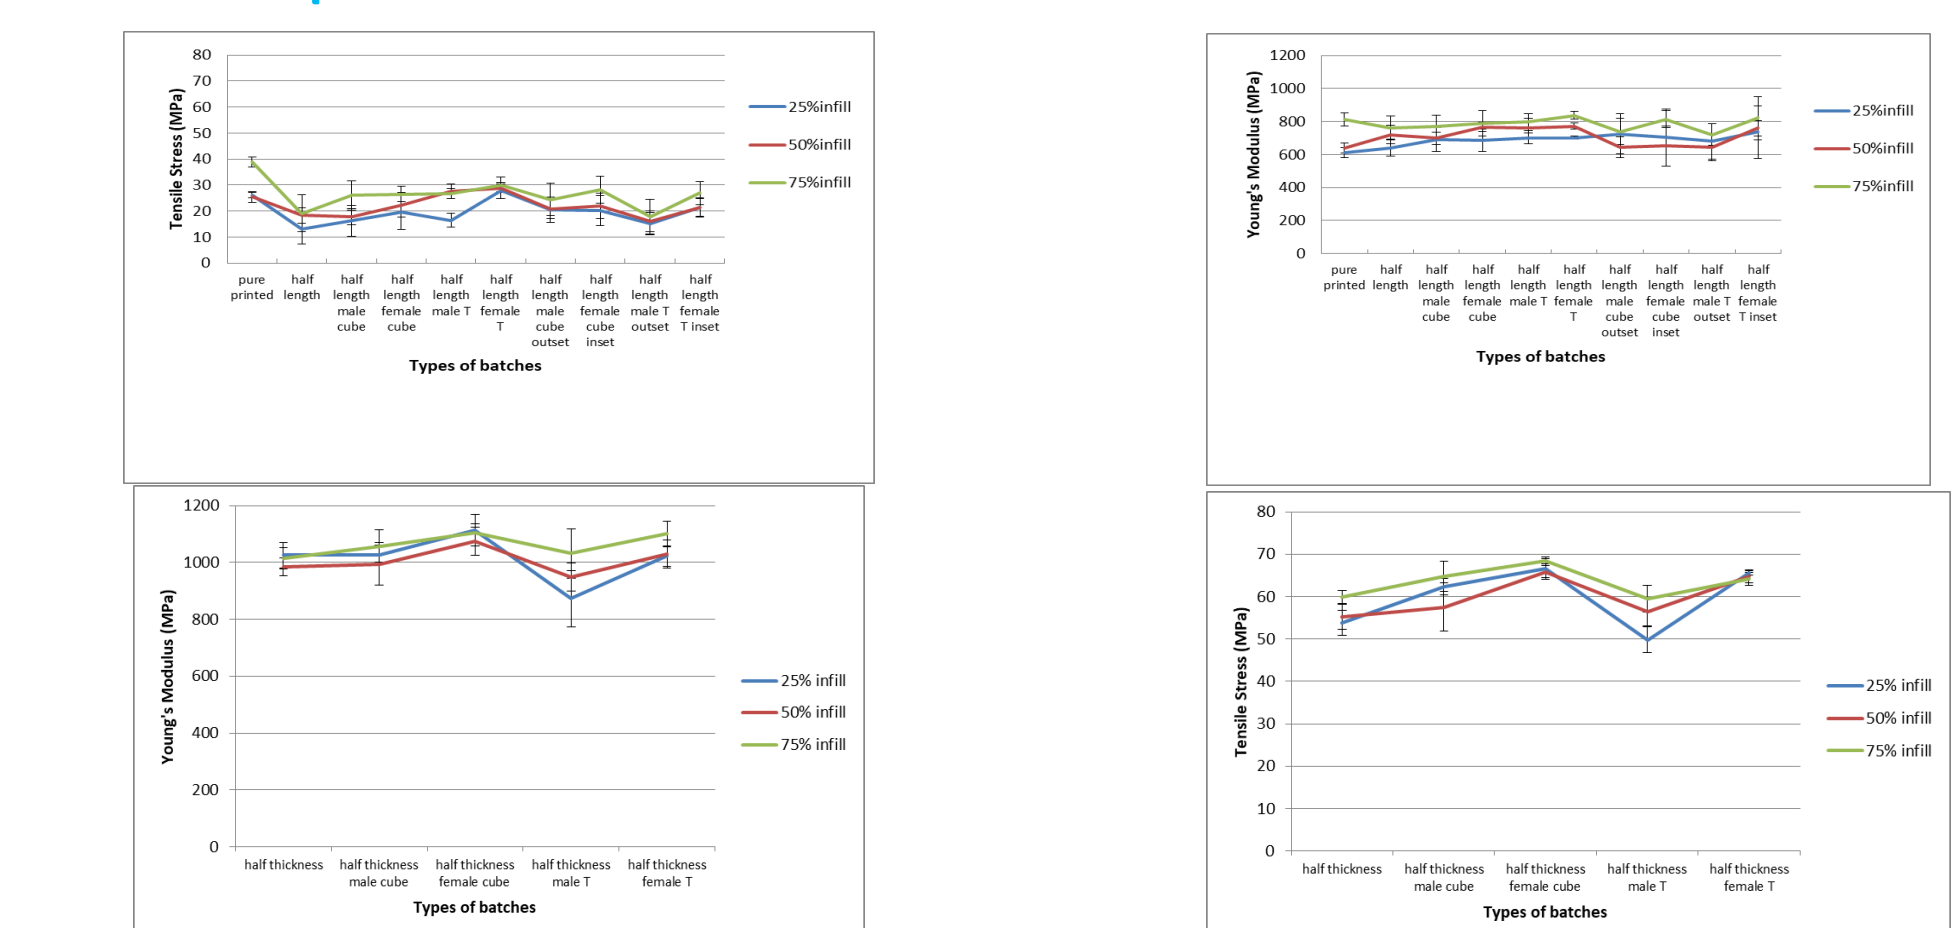 80
70
60
50
40
30
20
10
0
Tensile Stress (MPa)
pure printed
half length
half length male cube
half length female cube
half length male T
half length female T
half length male cube outset
half length female cube inset
half length male T outset
half length female T inset
Types of batches
25%infill
50%infill
75%infill
1200
1000
800
600
400
200
0
Young's Modulus (MPa)
pure printed
half length
half length male cube
half length female cube
half length male T
half length female T
half length male cube outset
half length female cube inset
half length male T outset
half length female T inset
Types of batches
25%infill
50%infill
75%infill
1200
1000
800
600
400
200
0
Young's Modulus (MPa)
half thickness
half thickness male cube
half thickness female cube
half thickness male T
half thickness female T
Types of batches
25% infill
50% infill
75% infill
80
70
60
50
40
30
20
10
0
Tensile Stress (MPa)
half thickness
half thickness male cube
half thickness female cube
half thickness male T
half thickness female T
Types of batches
25% infill
50% infill
75% infill